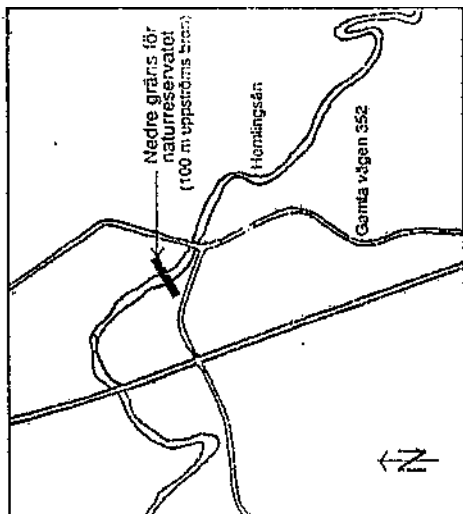 Nedre gräns för
naturreservatet
(100 m uppströms bron)
Hemlingsån
Gamla vägen 352
N